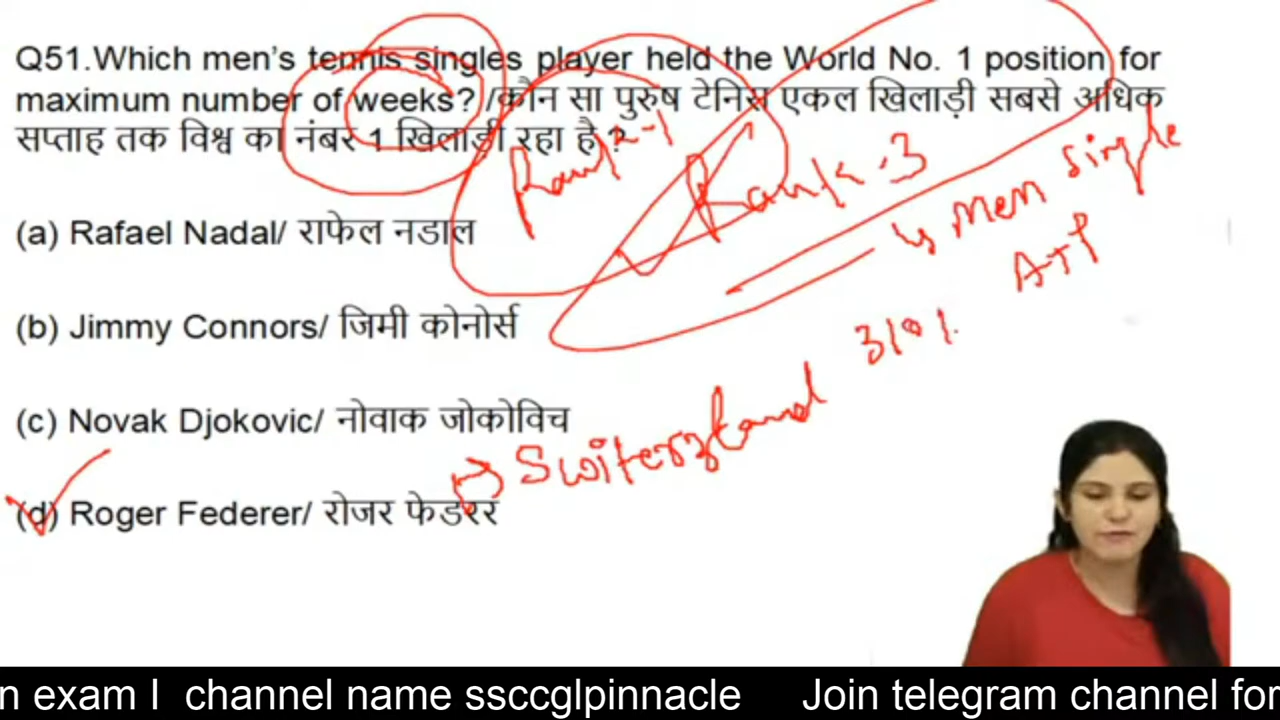 Q51.Which men's tennis singles player held the World No. 1 position for
maximum number of weeks? /कौन सा पुरुष टेनिस एकल खिलाड़ी सबसे अधिक
सप्ताह तक विश्व का नंबर 1 खिलाड़ी रहा है ?
Rank-1
Rank-3
Men single
ATP
(a) Rafael Nadal/ राफेल नडाल
(b) Jimmy Connors/ जिमी कोनोर्स
310
(c) Novak Djokovic/ नोवाक जोकोविच
Switerzland
(d) Roger Federer/ रोजर फेडरर
n exam I channel name ssccglpinnacle Join telegram channel for